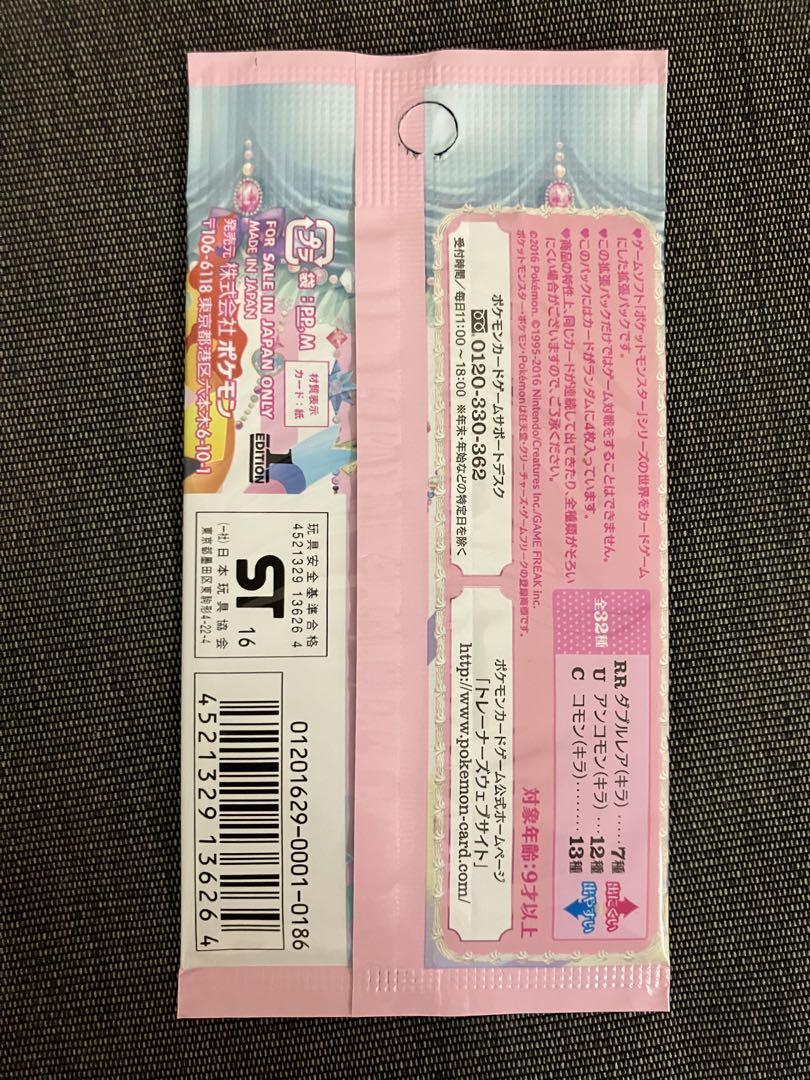 ♥ゲームソフト「ポケットモンスター」シリーズの世界をカードゲーム
にした拡張パックです。
♥この拡張パックだけではゲーム対戦をすることはできません。
♥このパックにはカードがランダムに4枚入っています。
♥商品の特性上、同じカードが連続して出てきたり、全種類がそろい
にくい場合がございますので、ご了承ください。
©2016 Pokémon. ©1995-2016 Nintendo/Creatures Inc./GAME FREAK inc.
ポケットモンスター・ポケモン・Pokémonは任天堂・クリーチャーズ・ゲームフリークの登録商標です。
全32種
RR ダブルレア(キラ)……7種
U アンコモン(キラ)…12種
C コモン(キラ)………13種
出にくい
出やすい
対象年齢:9才以上
ポケモンカードゲームサポートデスク
0120-330-362
受付時間/毎日11:00~18:00 ※年末・年始などの特定日を除く
ポケモンカードゲーム公式ホームページ
「トレーナーズウェブサイト」
http://www.pokemon-card.com/
プラ
袋:PP, M
材質表示
カード:紙
FOR SALE IN JAPAN ONLY
MADE IN JAPAN
発売元 株式会社ポケモン
〒106-6118 東京都港区六本木6-10-1
1
EDITION
玩具安全基準合格
4521329 13626 4
ST 16
(一社)日本玩具協会
東京都墨田区東駒形4-22-4
01201629-0001-0186
4521329136264